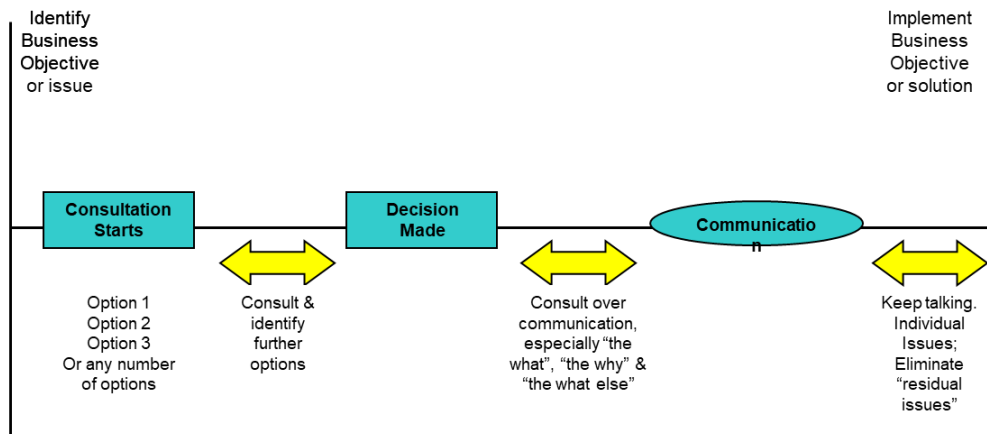 Identify
Business
Objective
or issue
Implement
Business
Objective
or solution
Consultation
Starts
Decision
Made
Communicatio
n
Option 1
Option 2
Option 3
Or any number
of options
Consult &
identify
further
options
Consult over
communication,
especially “the
what”, “the why” &
“the what else”
Keep talking.
Individual
Issues;
Eliminate
“residual
issues”